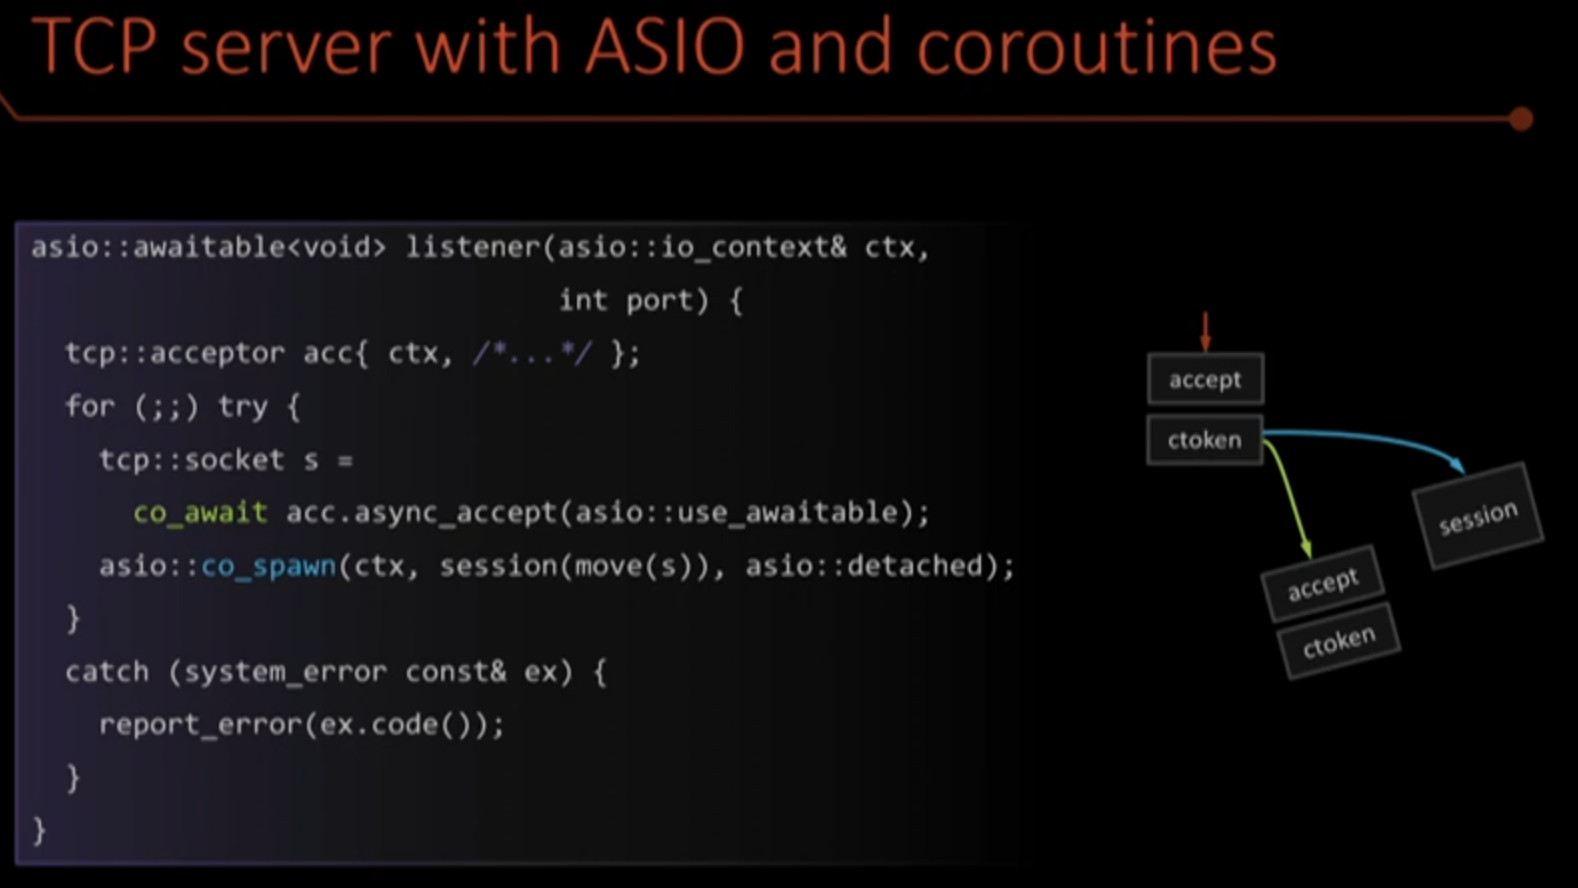 TCP server with ASIO and coroutines
asio::awaitable<void> listener(asio::io_context& ctx,
                               int port) {
  tcp::acceptor acc{ ctx, /*...*/ };
  for (;;) try {
    tcp::socket s =
      co_await acc.async_accept(asio::use_awaitable);
    asio::co_spawn(ctx, session(move(s)), asio::detached);
  }
  catch (system_error const& ex) {
    report_error(ex.code());
  }
}
accept
ctoken
session
accept
ctoken